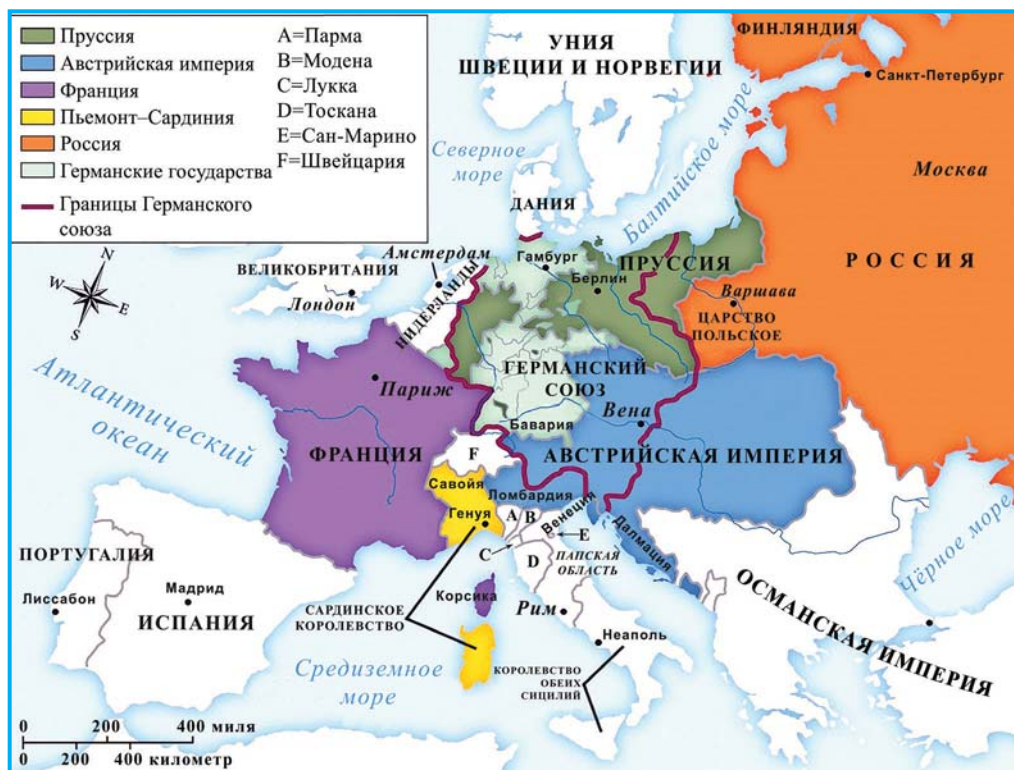 Пруссия
Австрийская империя
Франция
Пьемонт–Сардиния
Россия
Германские государства
Границы Германского
союза
A=Парма
B=Модена
C=Лукка
D=Тоскана
E=Сан-Марино
F=Швейцария
УНИЯ
ШВЕЦИИ И НОРВЕГИИ
ФИНЛЯНДИЯ
Санкт-Петербург
Северное
море
Балтийское море
Москва
ДАНИЯ
N
W
E
S
Амстердам
ВЕЛИКОБРИТАНИЯ
Лондон
НИДЕРЛАНДЫ
Гамбург
Берлин
ПРУССИЯ
РОССИЯ
Варшава
ЦАРСТВО
ПОЛЬСКОЕ
Атлантический
океан
Париж
ГЕРМАНСКИЙ
СОЮЗ
Вена
Бавария
ФРАНЦИЯ
F
АВСТРИЙСКАЯ ИМПЕРИЯ
Савойя
Ломбардия
Генуя
A
B
Венеция
E
C
D
ПАПСКАЯ
ОБЛАСТЬ
Далмация
Чёрное море
ПОРТУГАЛИЯ
Лиссабон
Мадрид
ИСПАНИЯ
САРДИНСКОЕ
КОРОЛЕВСТВО
Корсика
Рим
Неаполь
КОРОЛЕВСТВО
ОБЕИХ
СИЦИЛИЙ
ОСМАНСКАЯ ИМПЕРИЯ
Средиземное
море
0 200 400 миля
0 200 400 километр